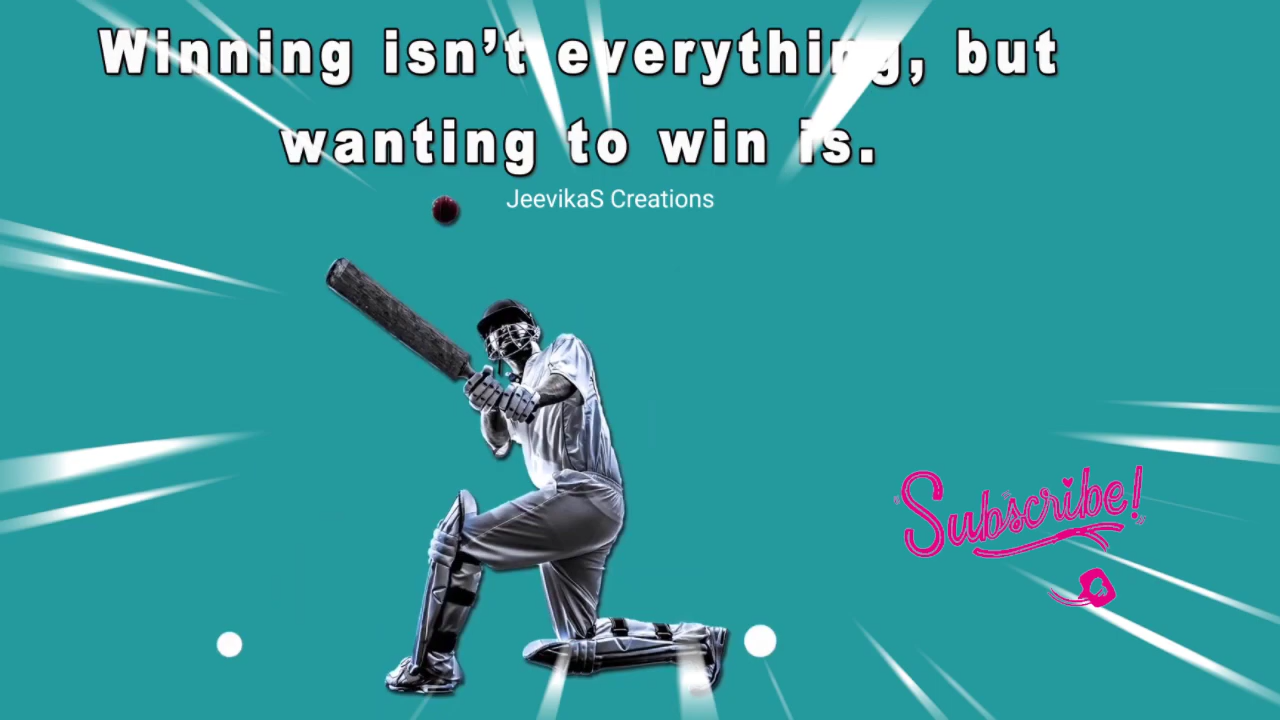 Winning isn’t everything, but
wanting to win is.
JeevikaS Creations
Subscribe!